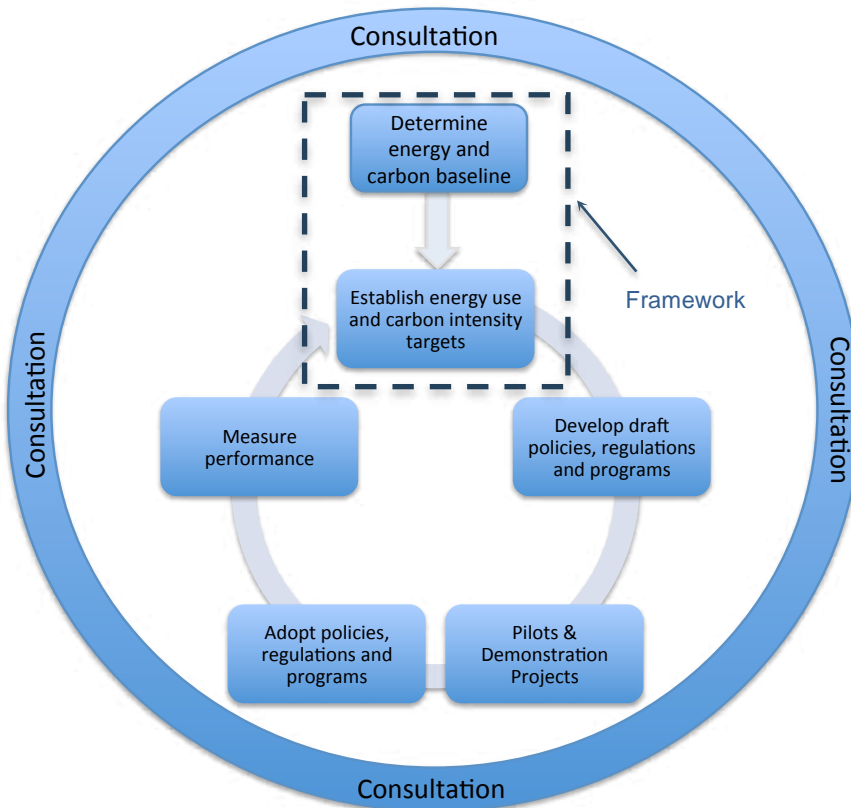 Consultation
Determine
energy and
carbon baseline
Framework
Establish energy use
and carbon intensity
targets
Consultation
Consultation
Measure
performance
Develop draft
policies, regulations
and programs
Adopt policies,
regulations and
programs
Pilots &
Demonstration
Projects
Consultation